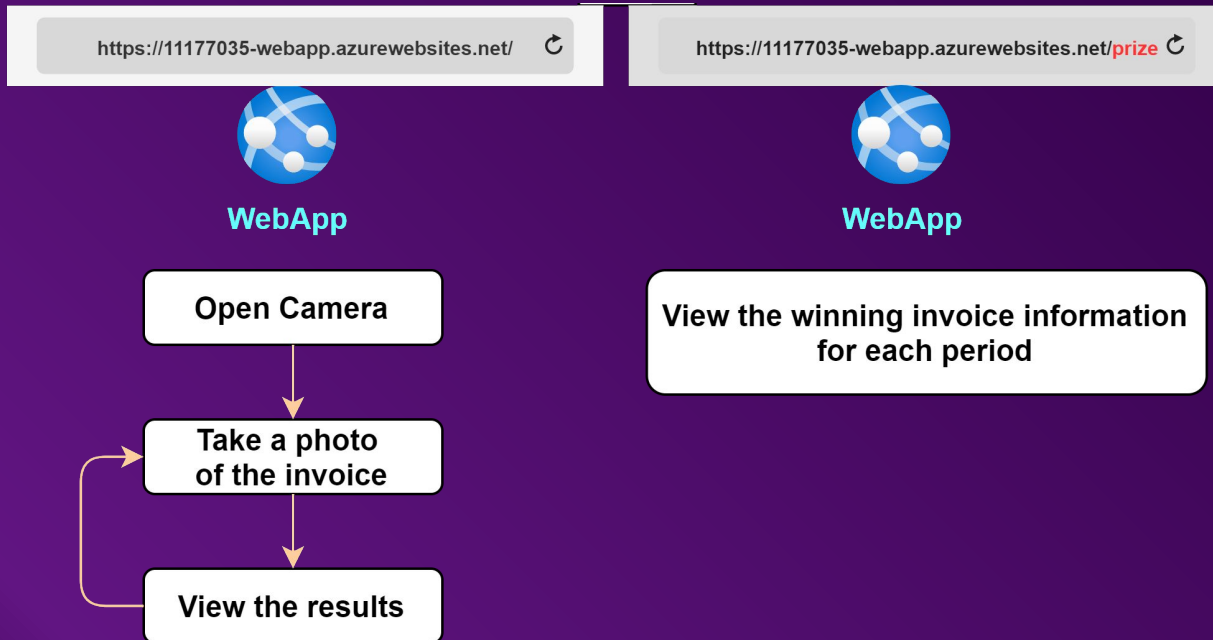 https://11177035-webapp.azurewebsites.net/
WebApp
Open Camera
Take a photo
of the invoice
View the results
https://11177035-webapp.azurewebsites.net/prize
WebApp
View the winning invoice information
for each period